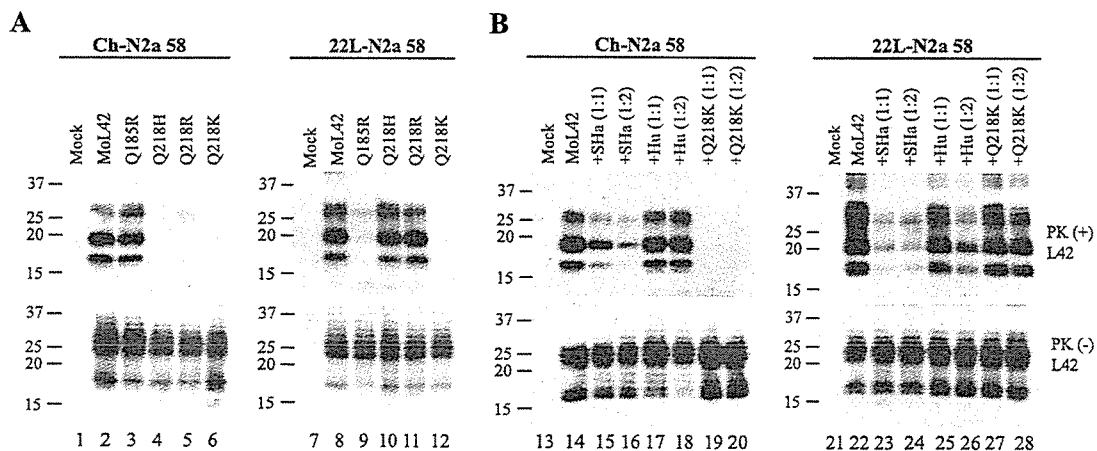 A
Ch-N2a 58
22L-N2a 58
Mock
MoL42
Q185R
Q218H
Q218R
Q218K
Mock
MoL42
Q185R
Q218H
Q218R
Q218K
37
25
20
15
37
25
20
15
37
25
20
15
37
25
20
15
1 2 3 4 5 6
7 8 9 10 11 12
B
Ch-N2a 58
22L-N2a 58
Mock
MoL42
+SHa (1:1)
+SHa (1:2)
+Hu (1:1)
+Hu (1:2)
+Q218K (1:1)
+Q218K (1:2)
Mock
MoL42
+SHa (1:1)
+SHa (1:2)
+Hu (1:1)
+Hu (1:2)
+Q218K (1:1)
+Q218K (1:2)
37
25
20
15
37
25
20
15
37
25
20
15
37
25
20
15
PK (+)
L42
PK (-)
L42
13 14 15 16 17 18 19 20
21 22 23 24 25 26 27 28